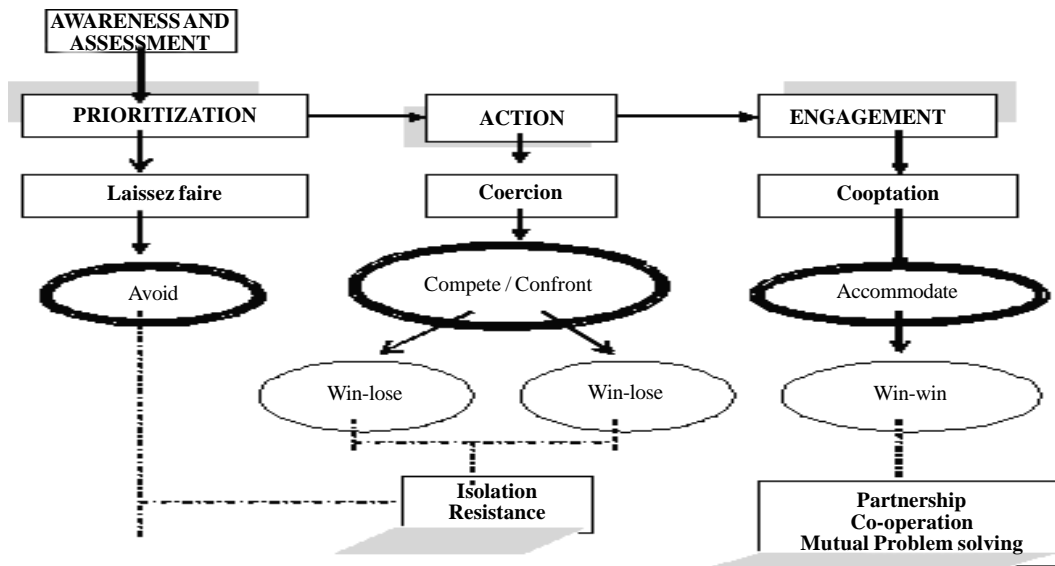 AWARENESS AND
ASSESSMENT
PRIORITIZATION
ACTION
ENGAGEMENT
Laissez faire
Coercion
Cooptation
Avoid
Compete / Confront
Accommodate
Win-lose
Win-lose
Win-win
Isolation
Resistance
Partnership
Co-operation
Mutual Problem solving